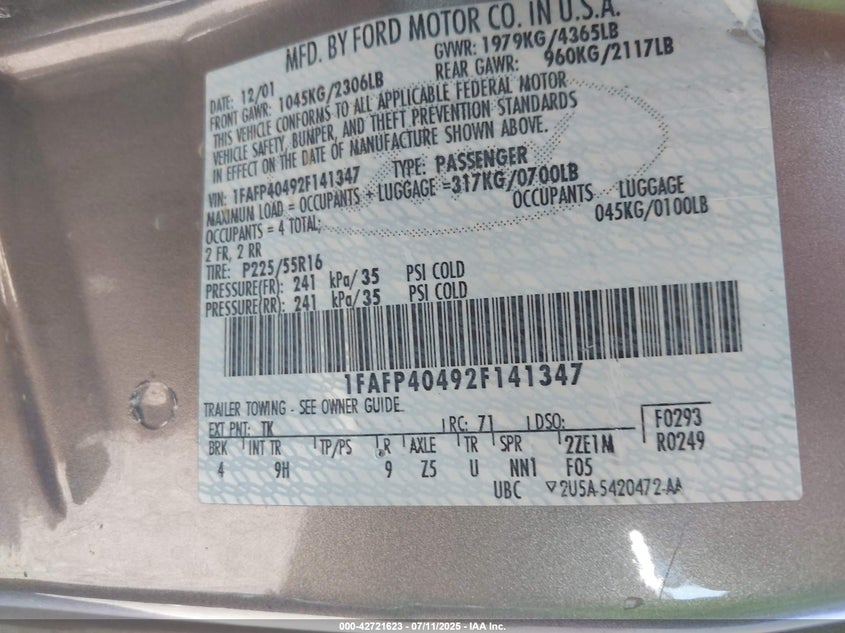 MFD. BY FORD MOTOR CO. IN U.S.A.
DATE: 12/01 GVWR: 1979KG/4365LB
FRONT GAWR: 1045KG/2306LB REAR GAWR: 960KG/2117LB
THIS VEHICLE CONFORMS TO ALL APPLICABLE FEDERAL MOTOR
VEHICLE SAFETY, BUMPER, AND THEFT PREVENTION STANDARDS
IN EFFECT ON THE DATE OF MANUFACTURE SHOWN ABOVE.
VIN: 1FAFP40492F141347 TYPE: PASSENGER
MAXIMUM LOAD = OCCUPANTS + LUGGAGE =317KG/0700LB
OCCUPANTS = 4 TOTAL; OCCUPANTS LUGGAGE
2 FR, 2 RR 045KG/0100LB
TIRE: P225/55R16
PRESSURE(FR): 241 kPa/35 PSI COLD
PRESSURE(RR): 241 kPa/35 PSI COLD
1FAFP40492F141347
TRAILER TOWING - SEE OWNER GUIDE.
EXT PNT: TK RC: 71 DSO: F0293
BRK INT TR TP/PS R AXLE TR SPR 2ZE1M R0249
4 9H 9 Z5 U NN1 F05
UBC 2U5A-5420472-AA
000-42721623 - 07/11/2025 - IAA Inc.